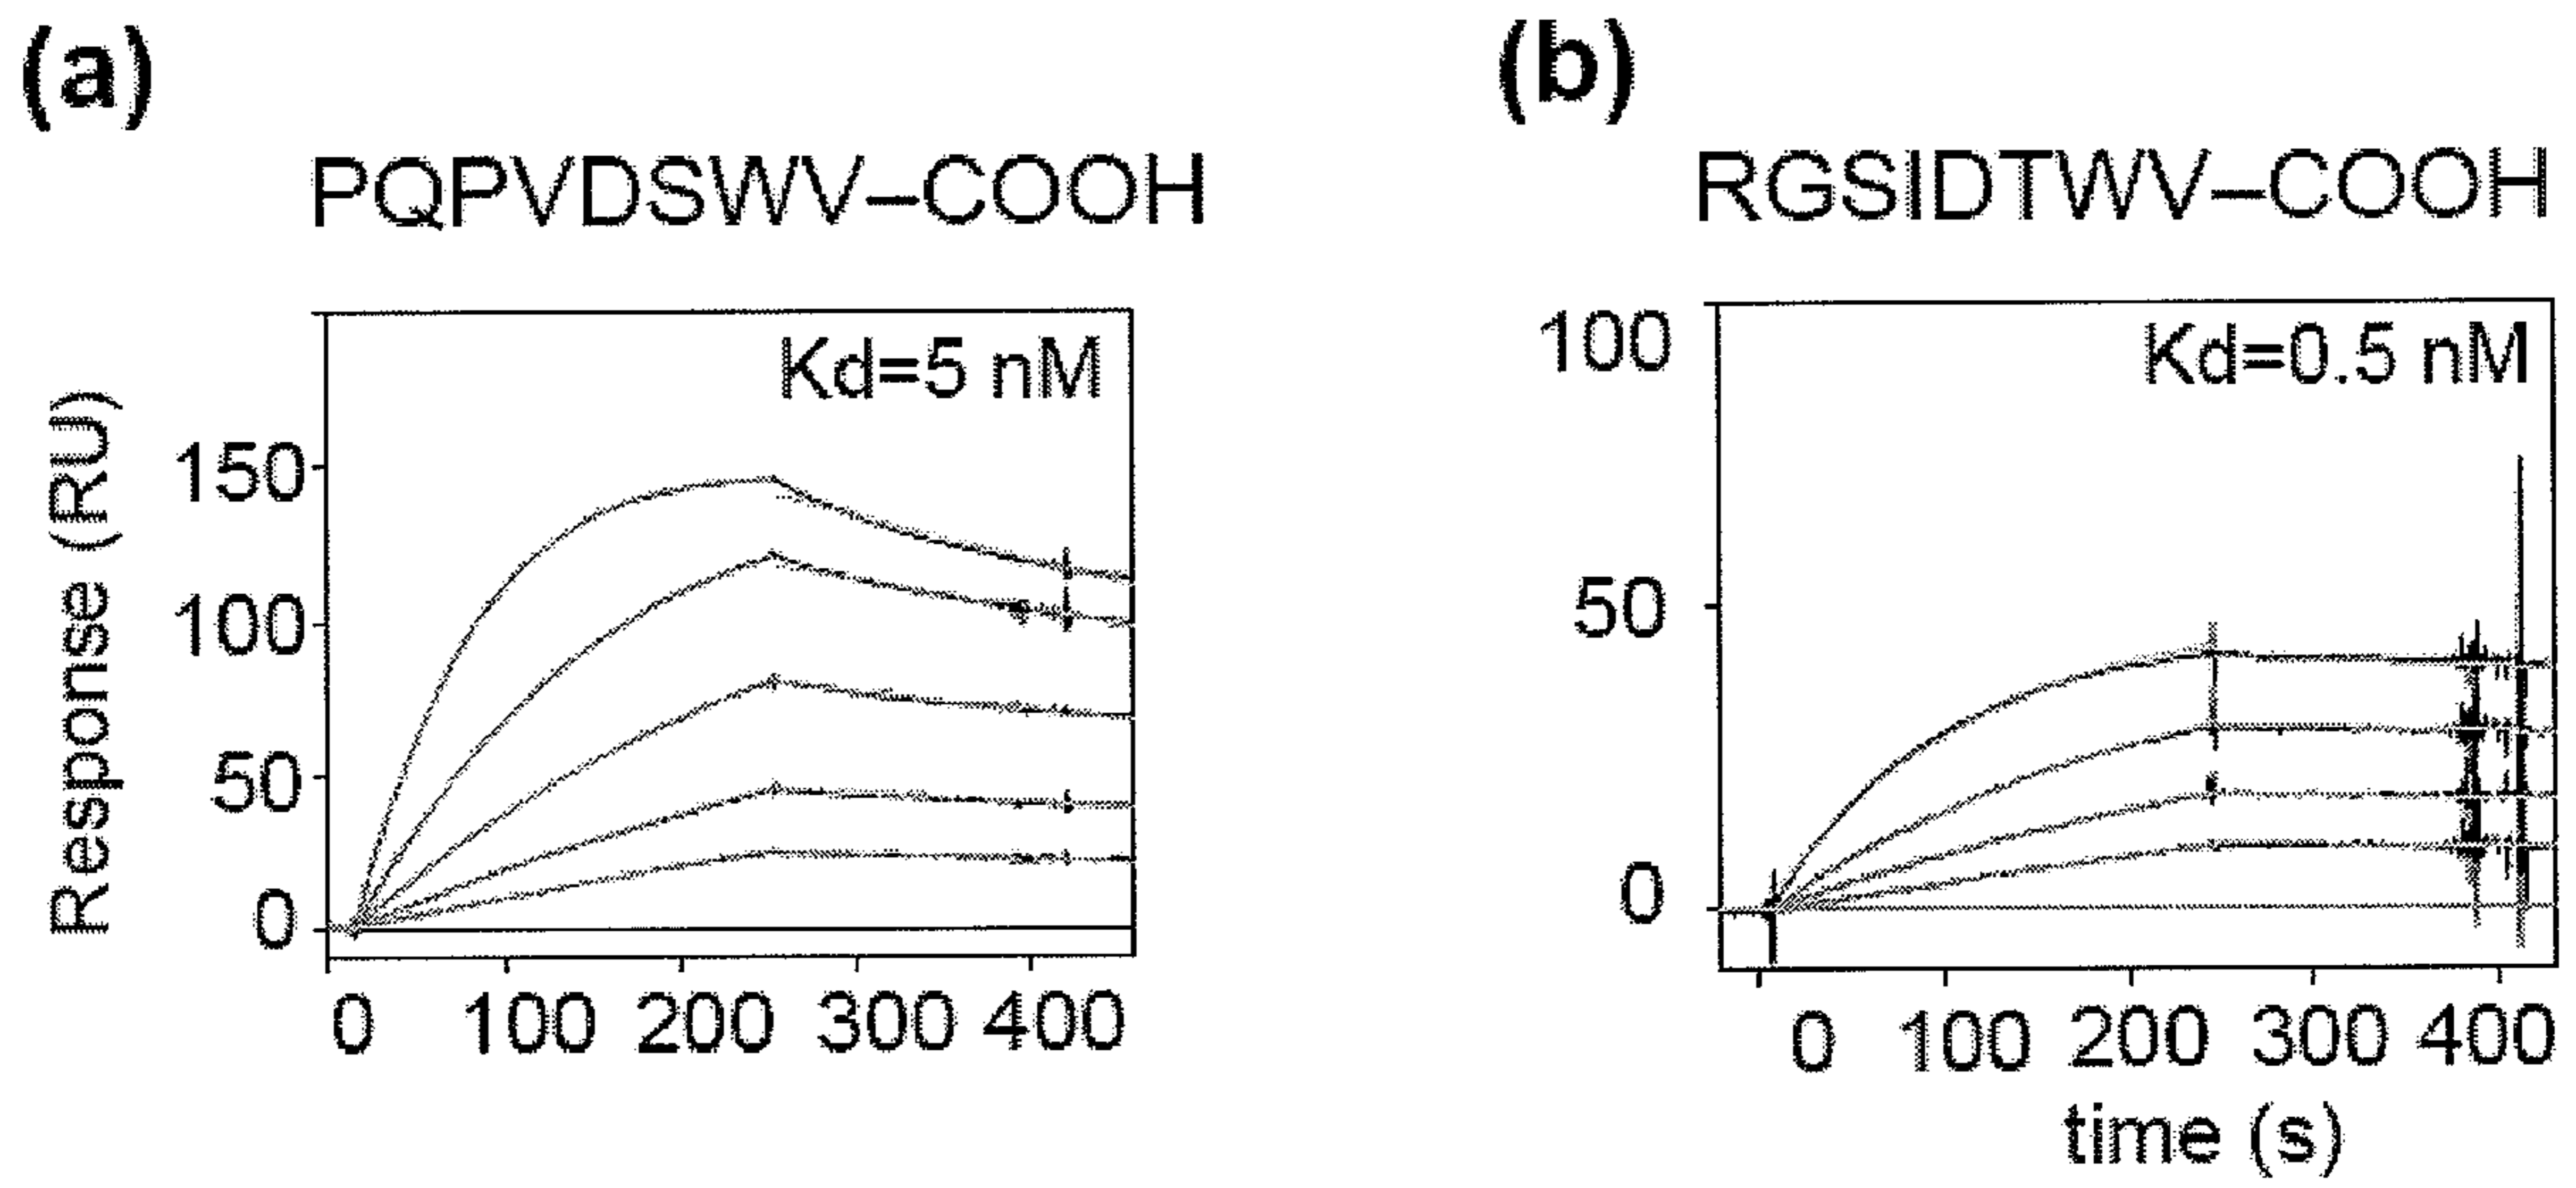 (a)
PQPVDSWV–COOH
Kd=5 nM
Response (RU)
150
100
50
0
0 100 200 300 400
(b)
RGSIDTWV–COOH
Kd=0.5 nM
100
50
0
0 100 200 300 400
time (s)